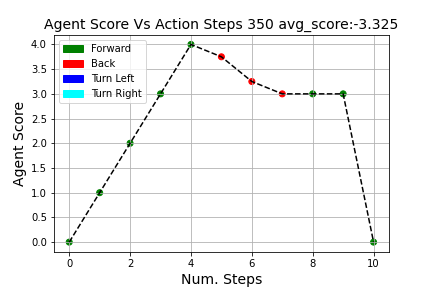 Agent Score Vs Action Steps 350 avg_score:-3.325
4.0
3.5
3.0
2.5
2.0
1.5
1.0
0.5
0.0
Agent Score
Forward
Back
Turn Left
Turn Right
0 2 4 6 8 10
Num. Steps